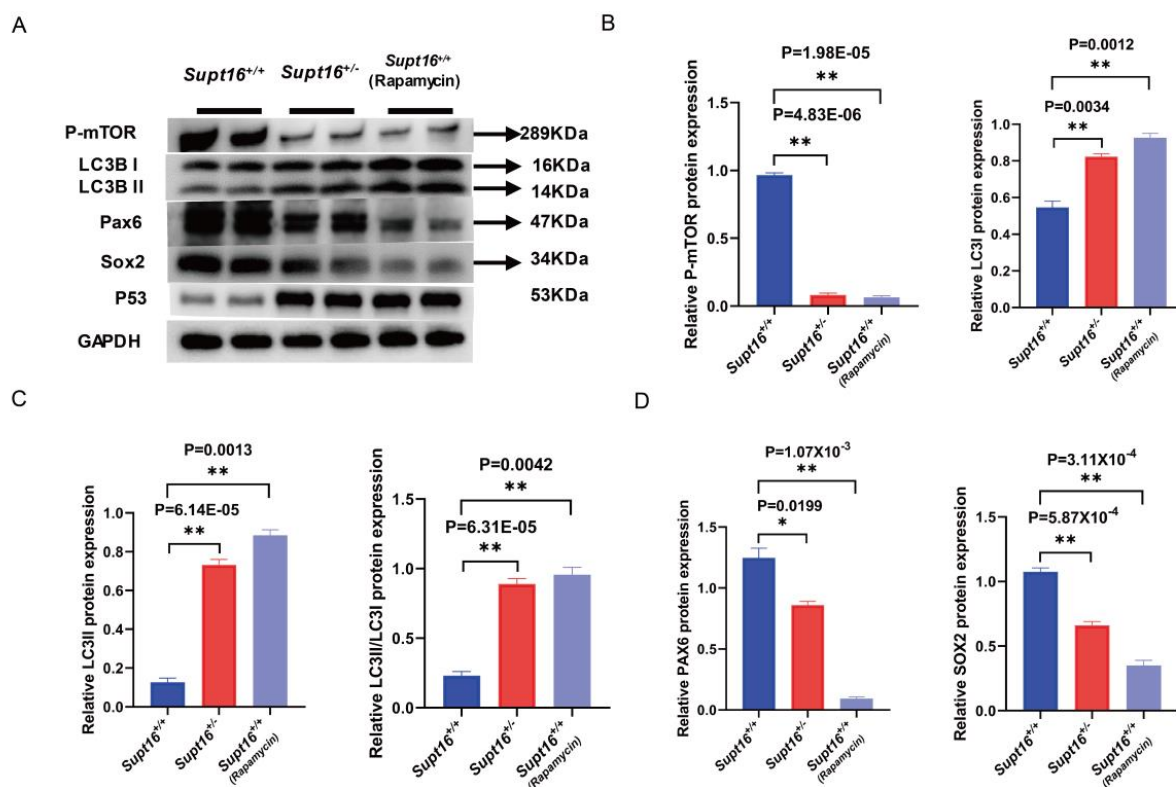 A
Supt16+/+
Supt16+/-
Supt16+/+
(Rapamycin)
P-mTOR
289KDa
LC3B I
16KDa
LC3B II
14KDa
Pax6
47KDa
Sox2
34KDa
P53
53KDa
GAPDH
B
Relative P-mTOR protein expression
1.5
1.0
0.5
0.0
P=1.98E-05
**
P=4.83E-06
**
Supt16+/+
Supt16+/-
Supt16+/+
(Rapamycin)
Relative LC3I protein expression
1.0
0.8
0.6
0.4
0.2
0.0
P=0.0012
**
P=0.0034
**
Supt16+/+
Supt16+/-
Supt16+/+
(Rapamycin)
C
Relative LC3II protein expression
1.0
0.8
0.6
0.4
0.2
0.0
P=0.0013
**
P=6.14E-05
**
Supt16+/+
Supt16+/-
Supt16+/+
(Rapamycin)
Relative LC3II/LC3I protein expression
1.5
1.0
0.5
0.0
P=0.0042
**
P=6.31E-05
**
Supt16+/+
Supt16+/-
Supt16+/+
(Rapamycin)
D
Relative PAX6 protein expression
1.5
1.0
0.5
0.0
P=1.07X10-3
**
P=0.0199
*
Supt16+/+
Supt16+/-
Supt16+/+
(Rapamycin)
Relative SOX2 protein expression
1.5
1.0
0.5
0.0
P=3.11X10-4
**
P=5.87X10-4
**
Supt16+/+
Supt16+/-
Supt16+/+
(Rapamycin)